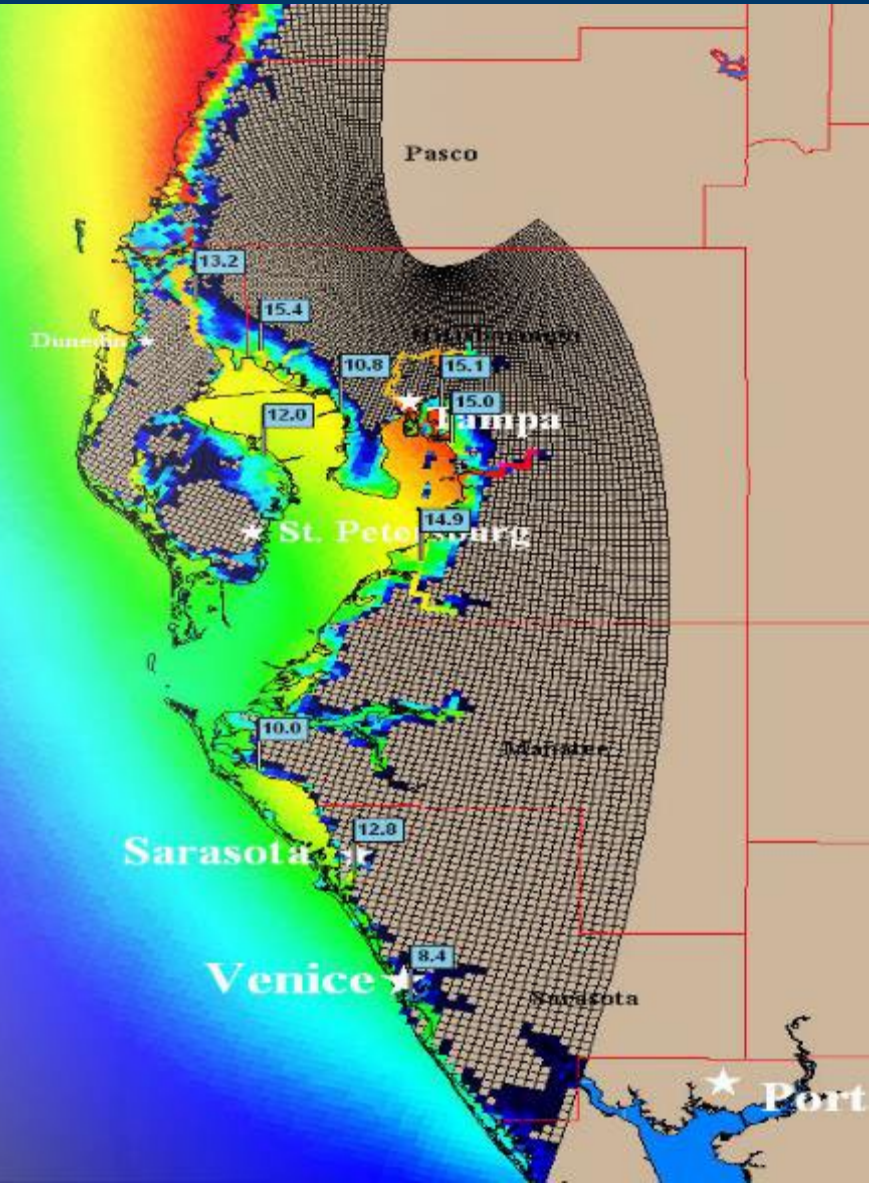 Pasco
13.2
15.4
Dunedin
10.8
15.1
15.0
12.0
Tampa
14.9
St. Petersburg
10.0
Manatee
12.8
Sarasota
8.4
Venice
Sarasota
Port